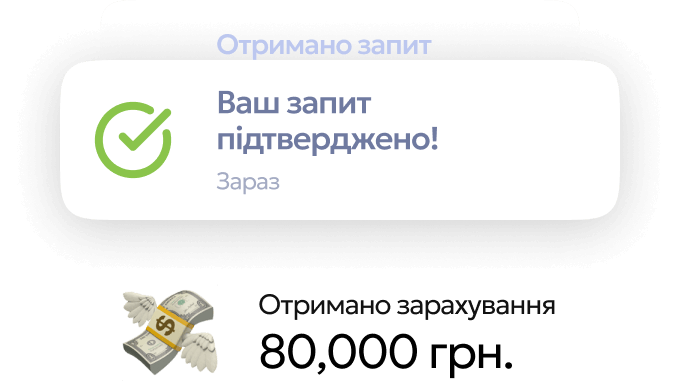 Отримано запит
Ваш запит
підтверджено!
Зараз
Отримано зарахування
80,000 грн.